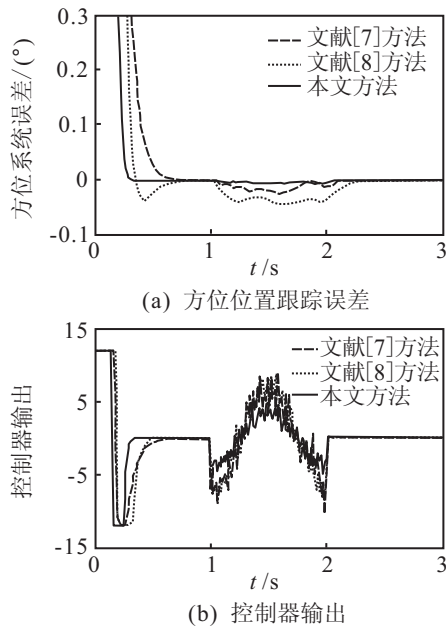 0.3
0.2
0.1
0
-0.1
方位系统误差/(°)
文献[7]方法
文献[8]方法
本文方法
0 1 2 3
t/s
(a) 方位位置跟踪误差
15
5
-5
-15
控制器输出
文献[7]方法
文献[8]方法
本文方法
0 1 2 3
t/s
(b) 控制器输出